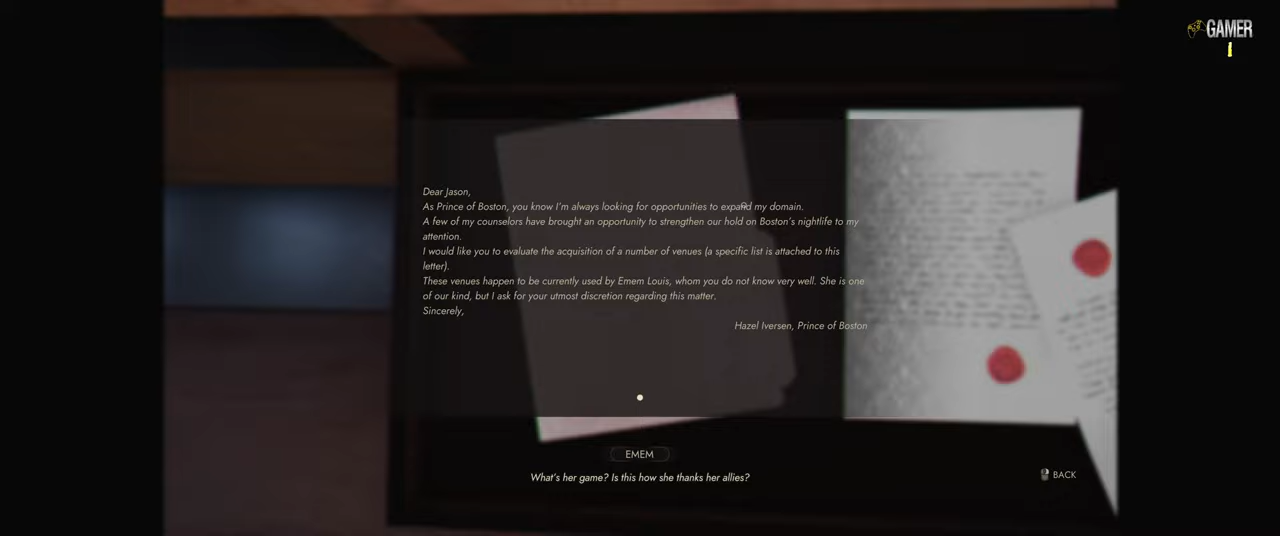 GAMER
Dear Jason,
As Prince of Boston, you know I'm always looking for opportunities to expand my domain.
A few of my counselors have brought an opportunity to strengthen our hold on Boston's nightlife to my
attention.
I would like you to evaluate the acquisition of a number of venues (a specific list is attached to this
letter).
These venues happen to be currently used by Emem Louis, whom you do not know very well. She is one
of our kind, but I ask for your utmost discretion regarding this matter.
Sincerely,
Hazel Iversen, Prince of Boston
EMEM
What's her game? Is this how she thanks her allies?
BACK